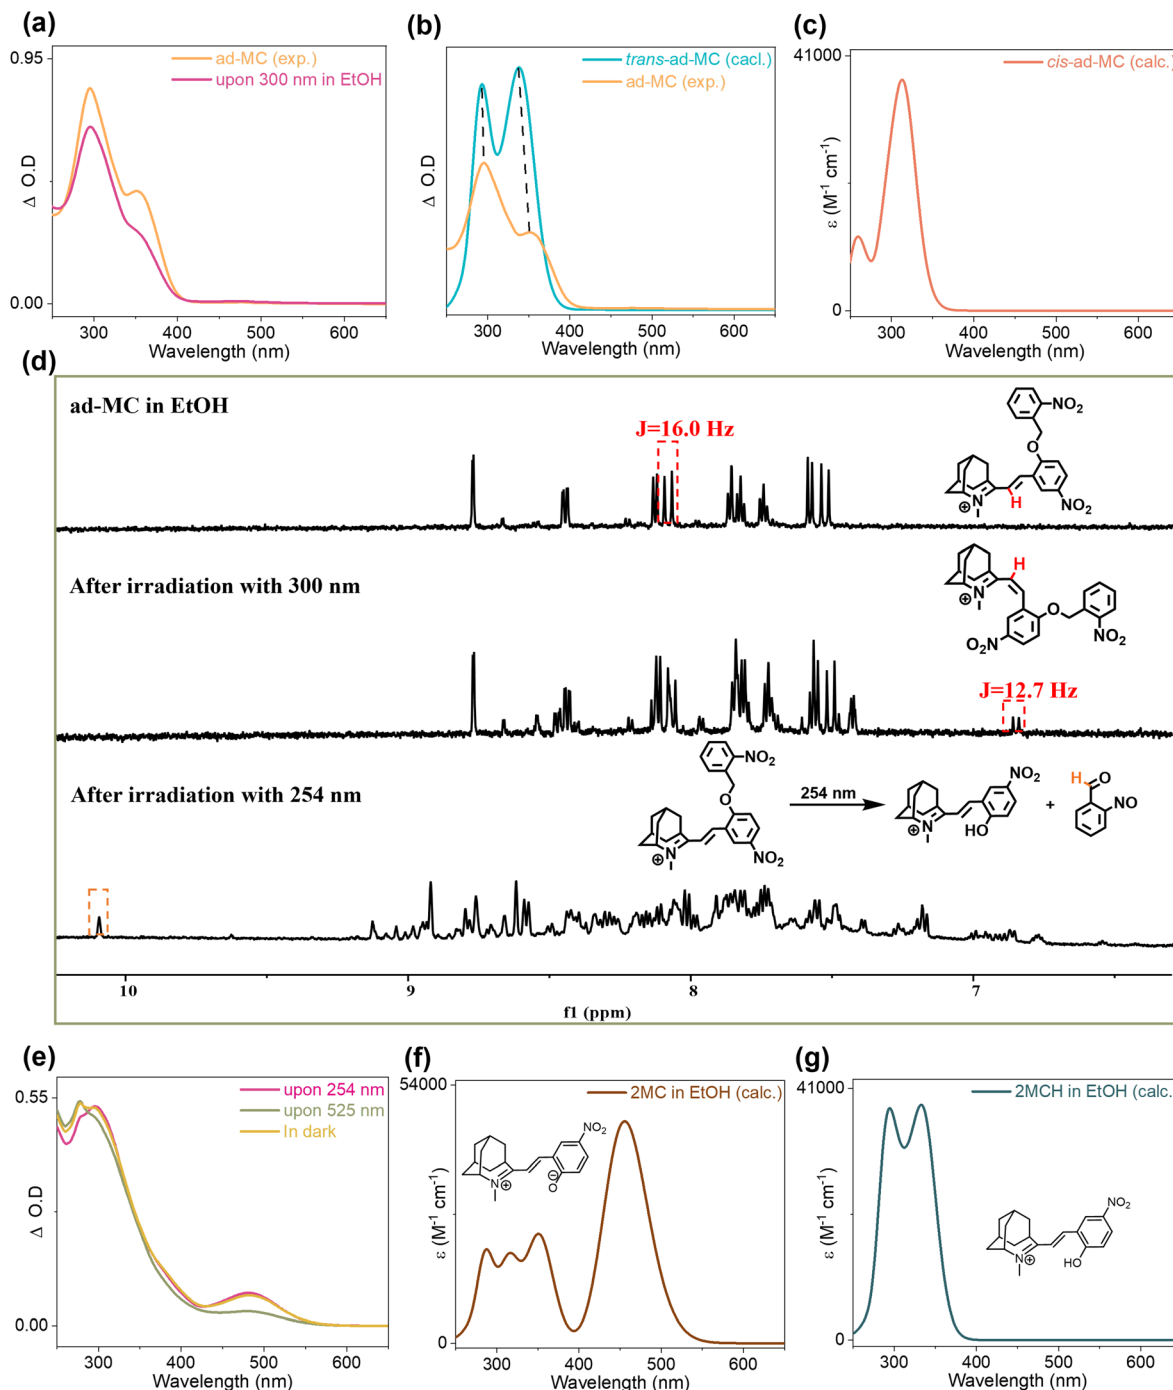 (a)
0.95
ad-MC (exp.)
upon 300 nm in EtOH
Δ O.D
0.00
300 400 500 600
Wavelength (nm)
(b)
trans-ad-MC (cacl.)
ad-MC (exp.)
Δ O.D
300 400 500 600
Wavelength (nm)
(c)
41000
cis-ad-MC (calc.)
ε (M⁻¹ cm⁻¹)
0
300 400 500 600
Wavelength (nm)
(d)
ad-MC in EtOH
J=16.0 Hz
NO₂
O
N
⊕
H
NO₂
After irradiation with 300 nm
H
N
⊕
O
O₂N
NO₂
J=12.7 Hz
After irradiation with 254 nm
NO₂
O
N
⊕
NO₂
254 nm
NO₂
N
⊕
HO
+
H
O
NO
10 9 8 7
f1 (ppm)
(e)
0.55
upon 254 nm
upon 525 nm
In dark
Δ O.D
0.00
300 400 500 600
Wavelength (nm)
(f)
54000
2MC in EtOH (calc.)
NO₂
N
⊕
O
⊖
ε (M⁻¹ cm⁻¹)
0
300 400 500 600
Wavelength (nm)
(g)
41000
2MCH in EtOH (calc.)
NO₂
N
⊕
HO
ε (M⁻¹ cm⁻¹)
0
300 400 500 600
Wavelength (nm)